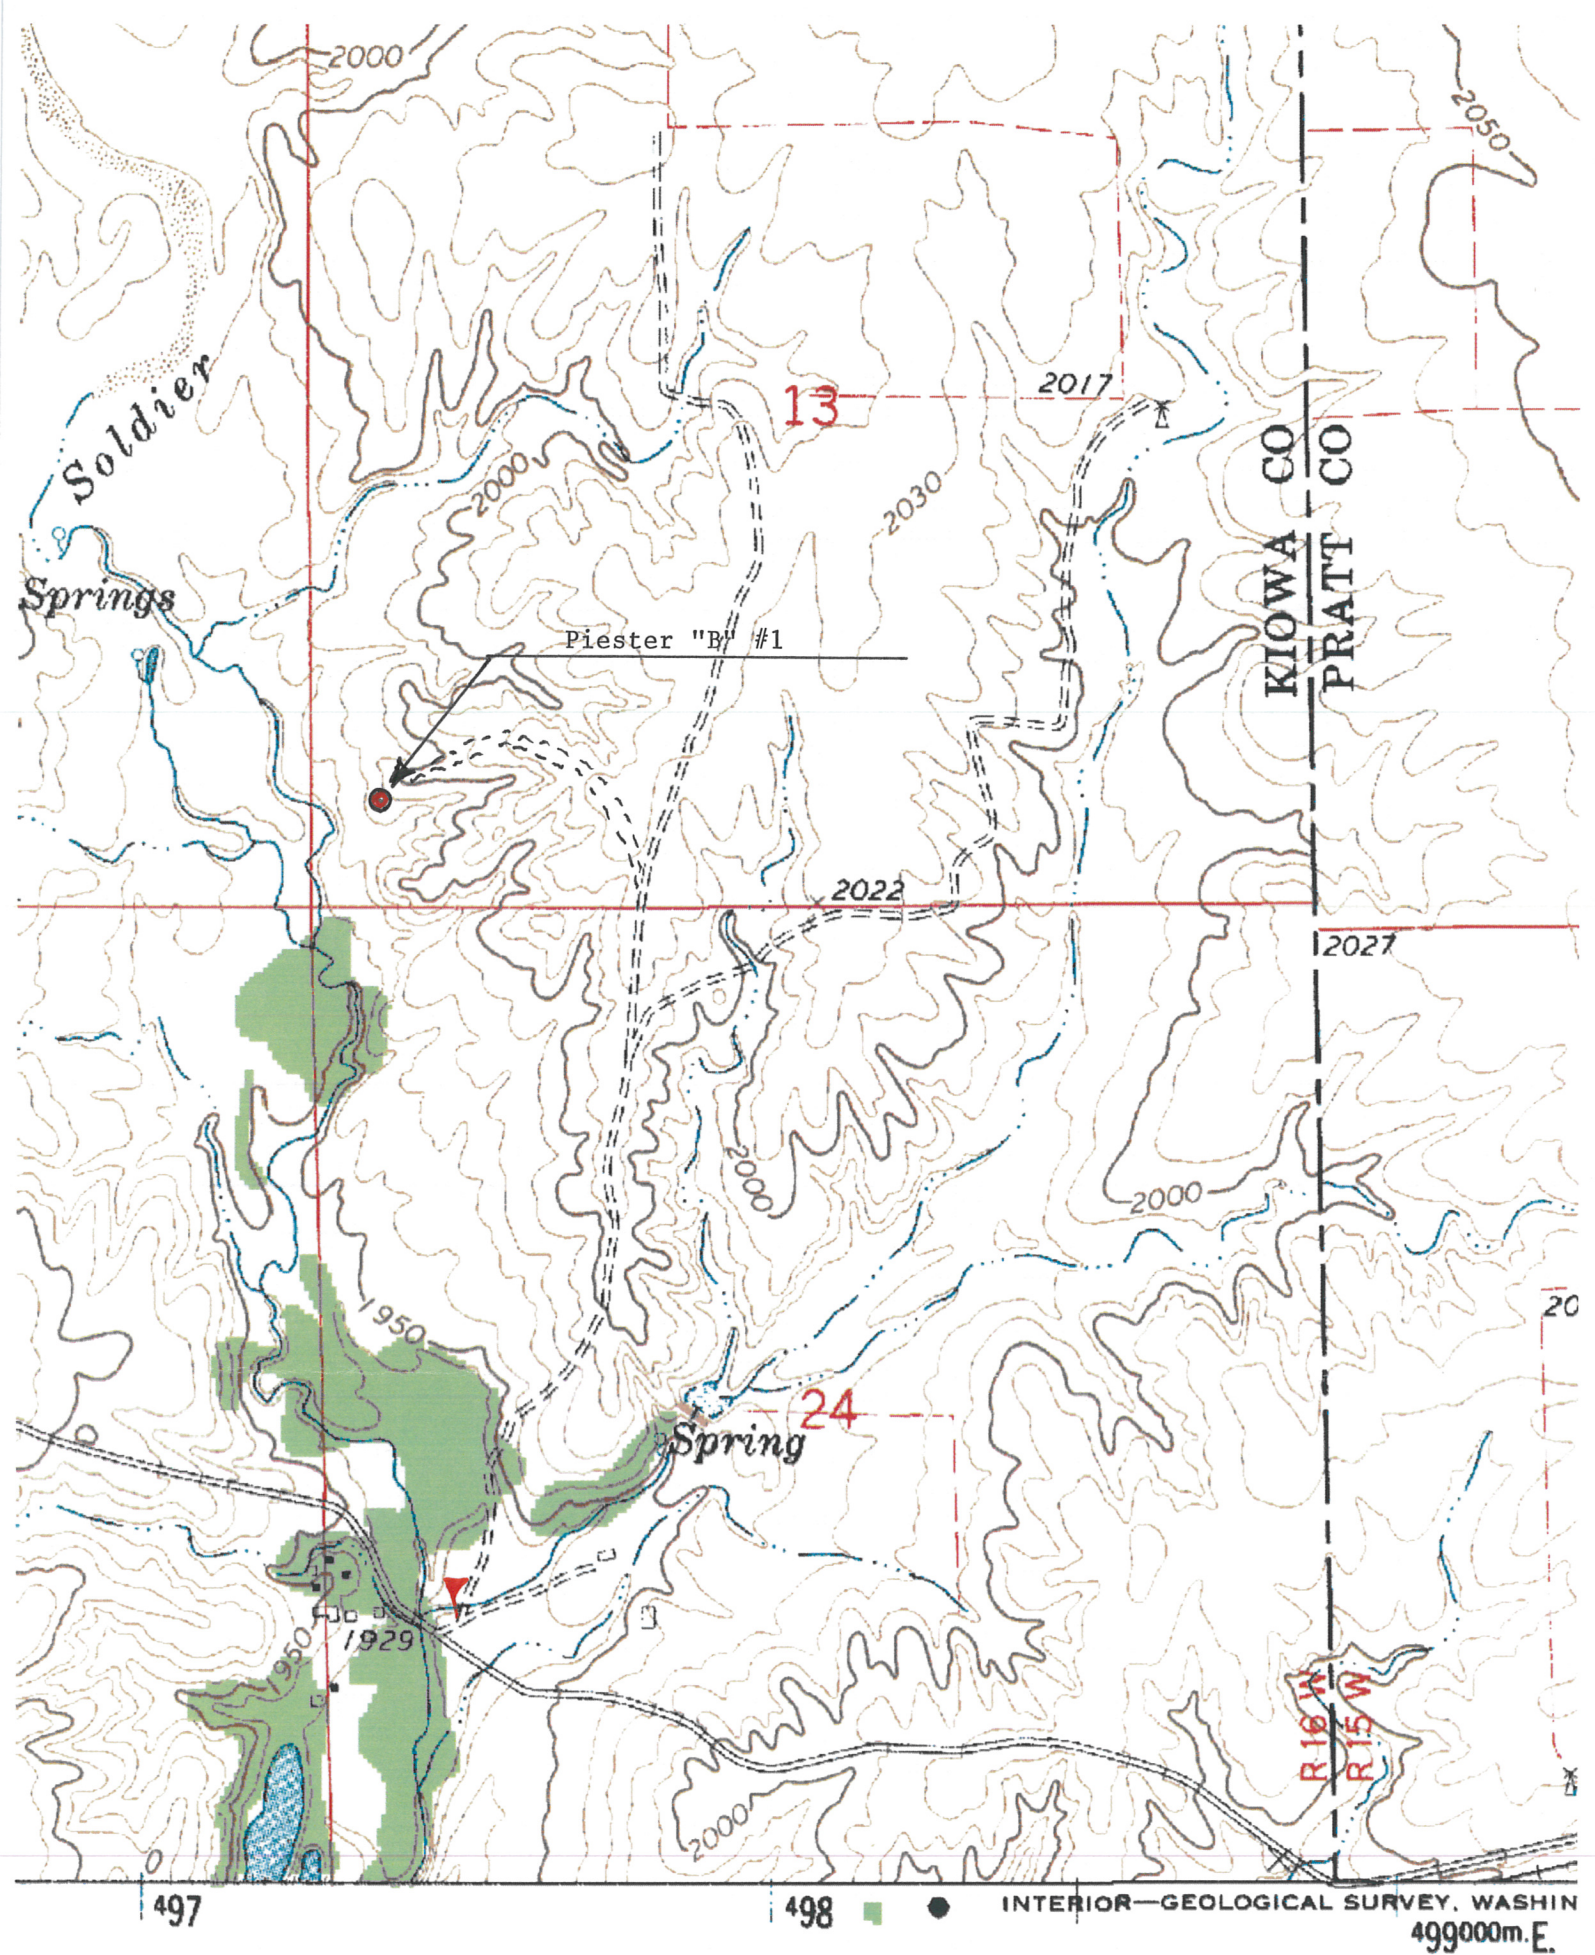 2000
2050
Soldier
13
2017
2000
2030
KIOWA CO
PRATT CO
Springs
Piester "B" #1
2022
2027
2000
2000
1950
20
24
Spring
1929
1950
R 16 W
R 15 W
2000
497
498
INTERIOR—GEOLOGICAL SURVEY, WASHIN
499000m. E.